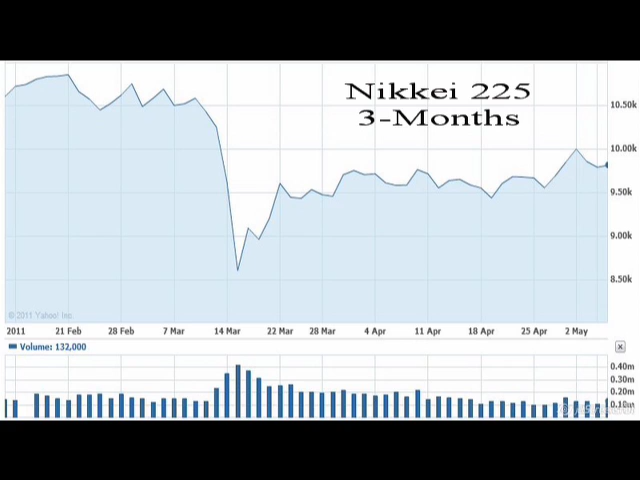 Nikkei 225
3-Months
10.50k
10.00k
9.50k
9.00k
8.50k
© 2011 Yahoo! Inc.
2011 21 Feb 28 Feb 7 Mar 14 Mar 22 Mar 28 Mar 4 Apr 11 Apr 18 Apr 25 Apr 2 May
Volume: 132,000
0.40m
0.30m
0.20m
0.10m